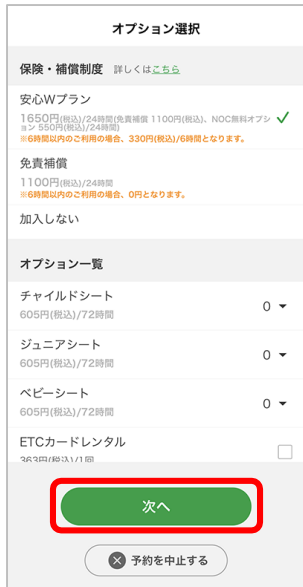 オプション選択
保険・補償制度 詳しくはこちら
安心Wプラン
1650円(税込)/24時間(免責補償 1100円(税込)、NOC無料オプシ
ョン 550円(税込)/24時間)
※6時間以内のご利用の場合、330円(税込)/6時間となります。
免責補償
1100円(税込)/24時間
※6時間以内のご利用の場合、0円となります。
加入しない
オプション一覧
チャイルドシート
605円(税込)/72時間
0
ジュニアシート
605円(税込)/72時間
0
ベビーシート
605円(税込)/72時間
0
ETCカードレンタル
363円(税込)/1回
次へ
予約を中止する